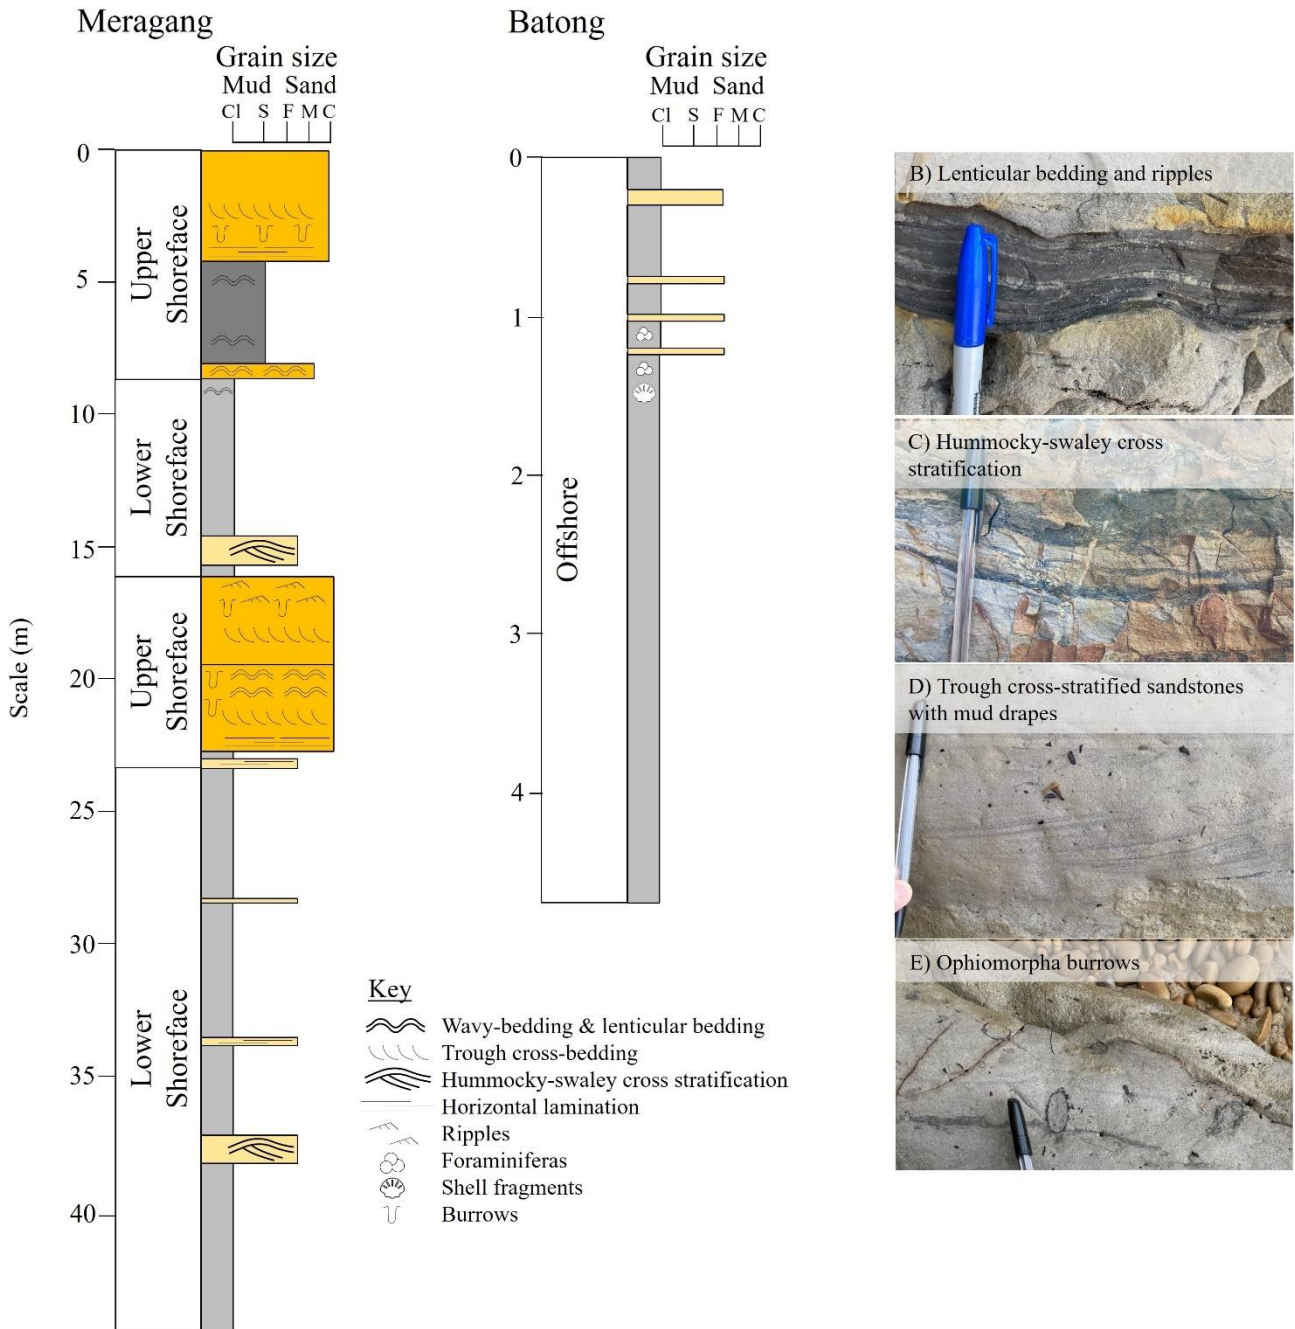 Meragang
Grain size
Mud Sand
Cl S F M C
0
5
10
15
20
25
30
35
40
Scale (m)
Upper
Shoreface
Lower
Shoreface
Upper
Shoreface
Lower
Shoreface
Batong
Grain size
Mud Sand
Cl S F M C
0
1
2
3
4
Offshore
Key
Wavy-bedding & lenticular bedding
Trough cross-bedding
Hummocky-swaley cross stratification
Horizontal lamination
Ripples
Foraminiferas
Shell fragments
Burrows
B) Lenticular bedding and ripples
C) Hummocky-swaley cross
stratification
D) Trough cross-stratified sandstones
with mud drapes
E) Ophiomorpha burrows